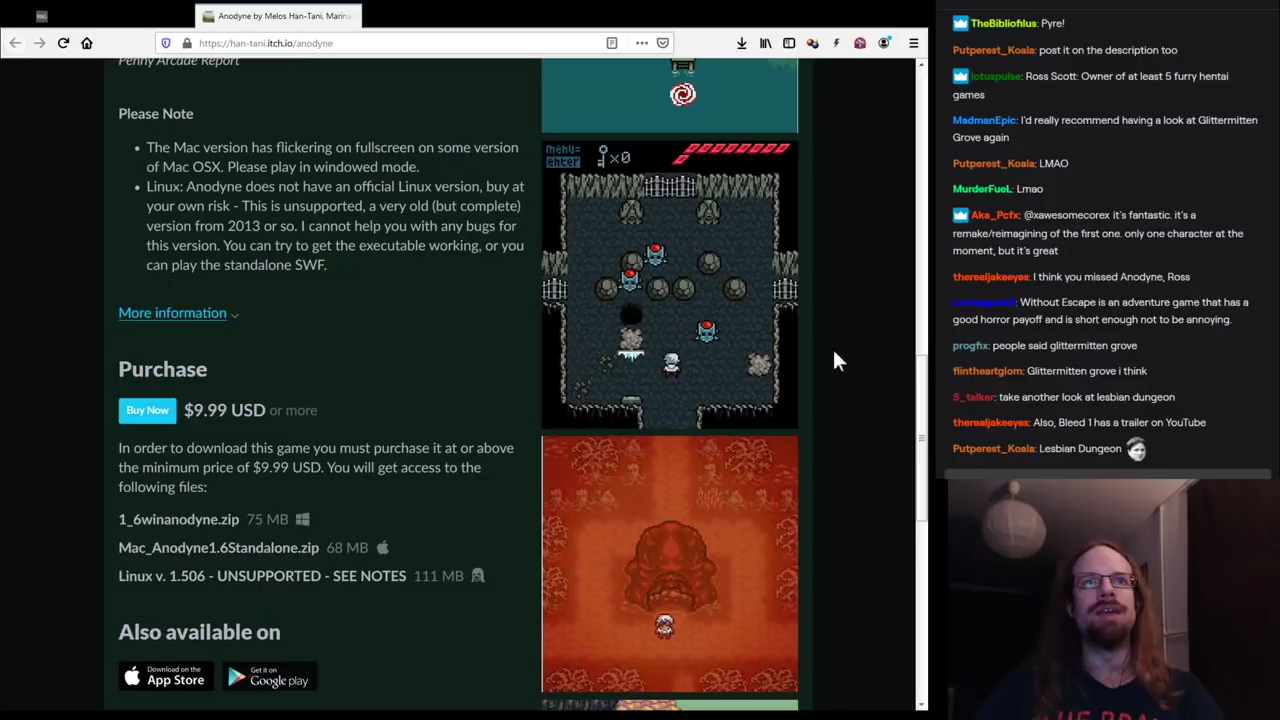 Anodyne by Melos Han-Tani, Marina
https://han-tani.itch.io/anodyne
Penny Arcade Report
Please Note
The Mac version has flickering on fullscreen on some version
of Mac OSX. Please play in windowed mode.
Linux: Anodyne does not have an official Linux version, buy at
your own risk - This is unsupported, a very old (but complete)
version from 2013 or so. I cannot help you with any bugs for
this version. You can try to get the executable working, or you
can play the standalone SWF.
More information
Purchase
Buy Now $9.99 USD or more
In order to download this game you must purchase it at or above
the minimum price of $9.99 USD. You will get access to the
following files:
1_6winanodyne.zip 75 MB
Mac_Anodyne1.6Standalone.zip 68 MB
Linux v. 1.506 - UNSUPPORTED - SEE NOTES 111 MB
Also available on
Download on the
App Store
Get it on
Google play
menu=
enter
x0
TheBibliofilus: Pyre!
Putperest_Koala: post it on the description too
lotuspulse: Ross Scott: Owner of at least 5 furry hentai
games
MadmanEpic: I'd really recommend having a look at Glittermitten
Grove again
Putperest_Koala: LMAO
MurderFueL: Lmao
Aka_Pcfx: @xawesomecorex it's fantastic. it's a
remake/reimagining of the first one. only one character at the
moment, but it's great
therealjakeeyes: I think you missed Anodyne, Ross
Without Escape is an adventure game that has a
good horror payoff and is short enough not to be annoying.
progfix: people said glittermitten grove
flintheartglom: Glittermitten grove i think
S_talker: take another look at lesbian dungeon
therealjakeeyes: Also, Bleed 1 has a trailer on YouTube
Putperest_Koala: Lesbian Dungeon